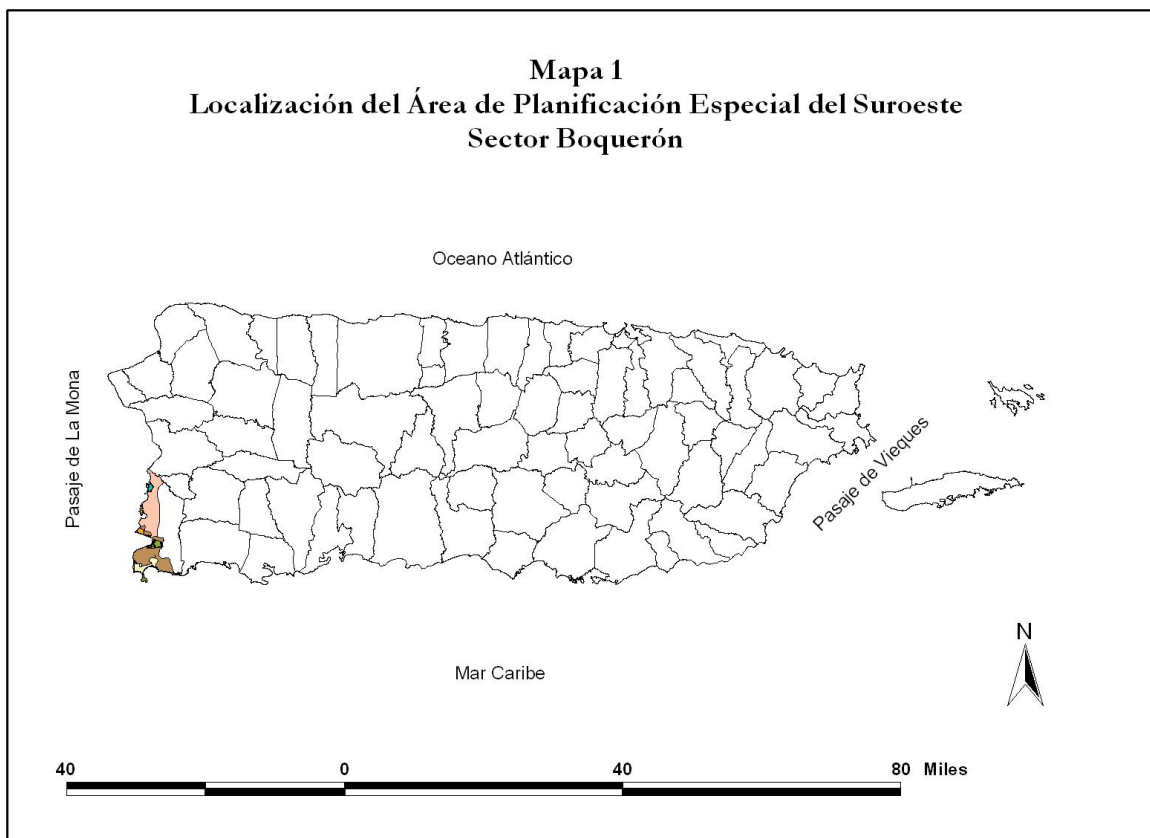 Mapa 1
Localización del Área de Planificación Especial del Suroeste
Sector Boquerón
Oceano Atlántico
Pasaje de La Mona
Pasaje de Vieques
Mar Caribe
N
40 0 40 80 Miles